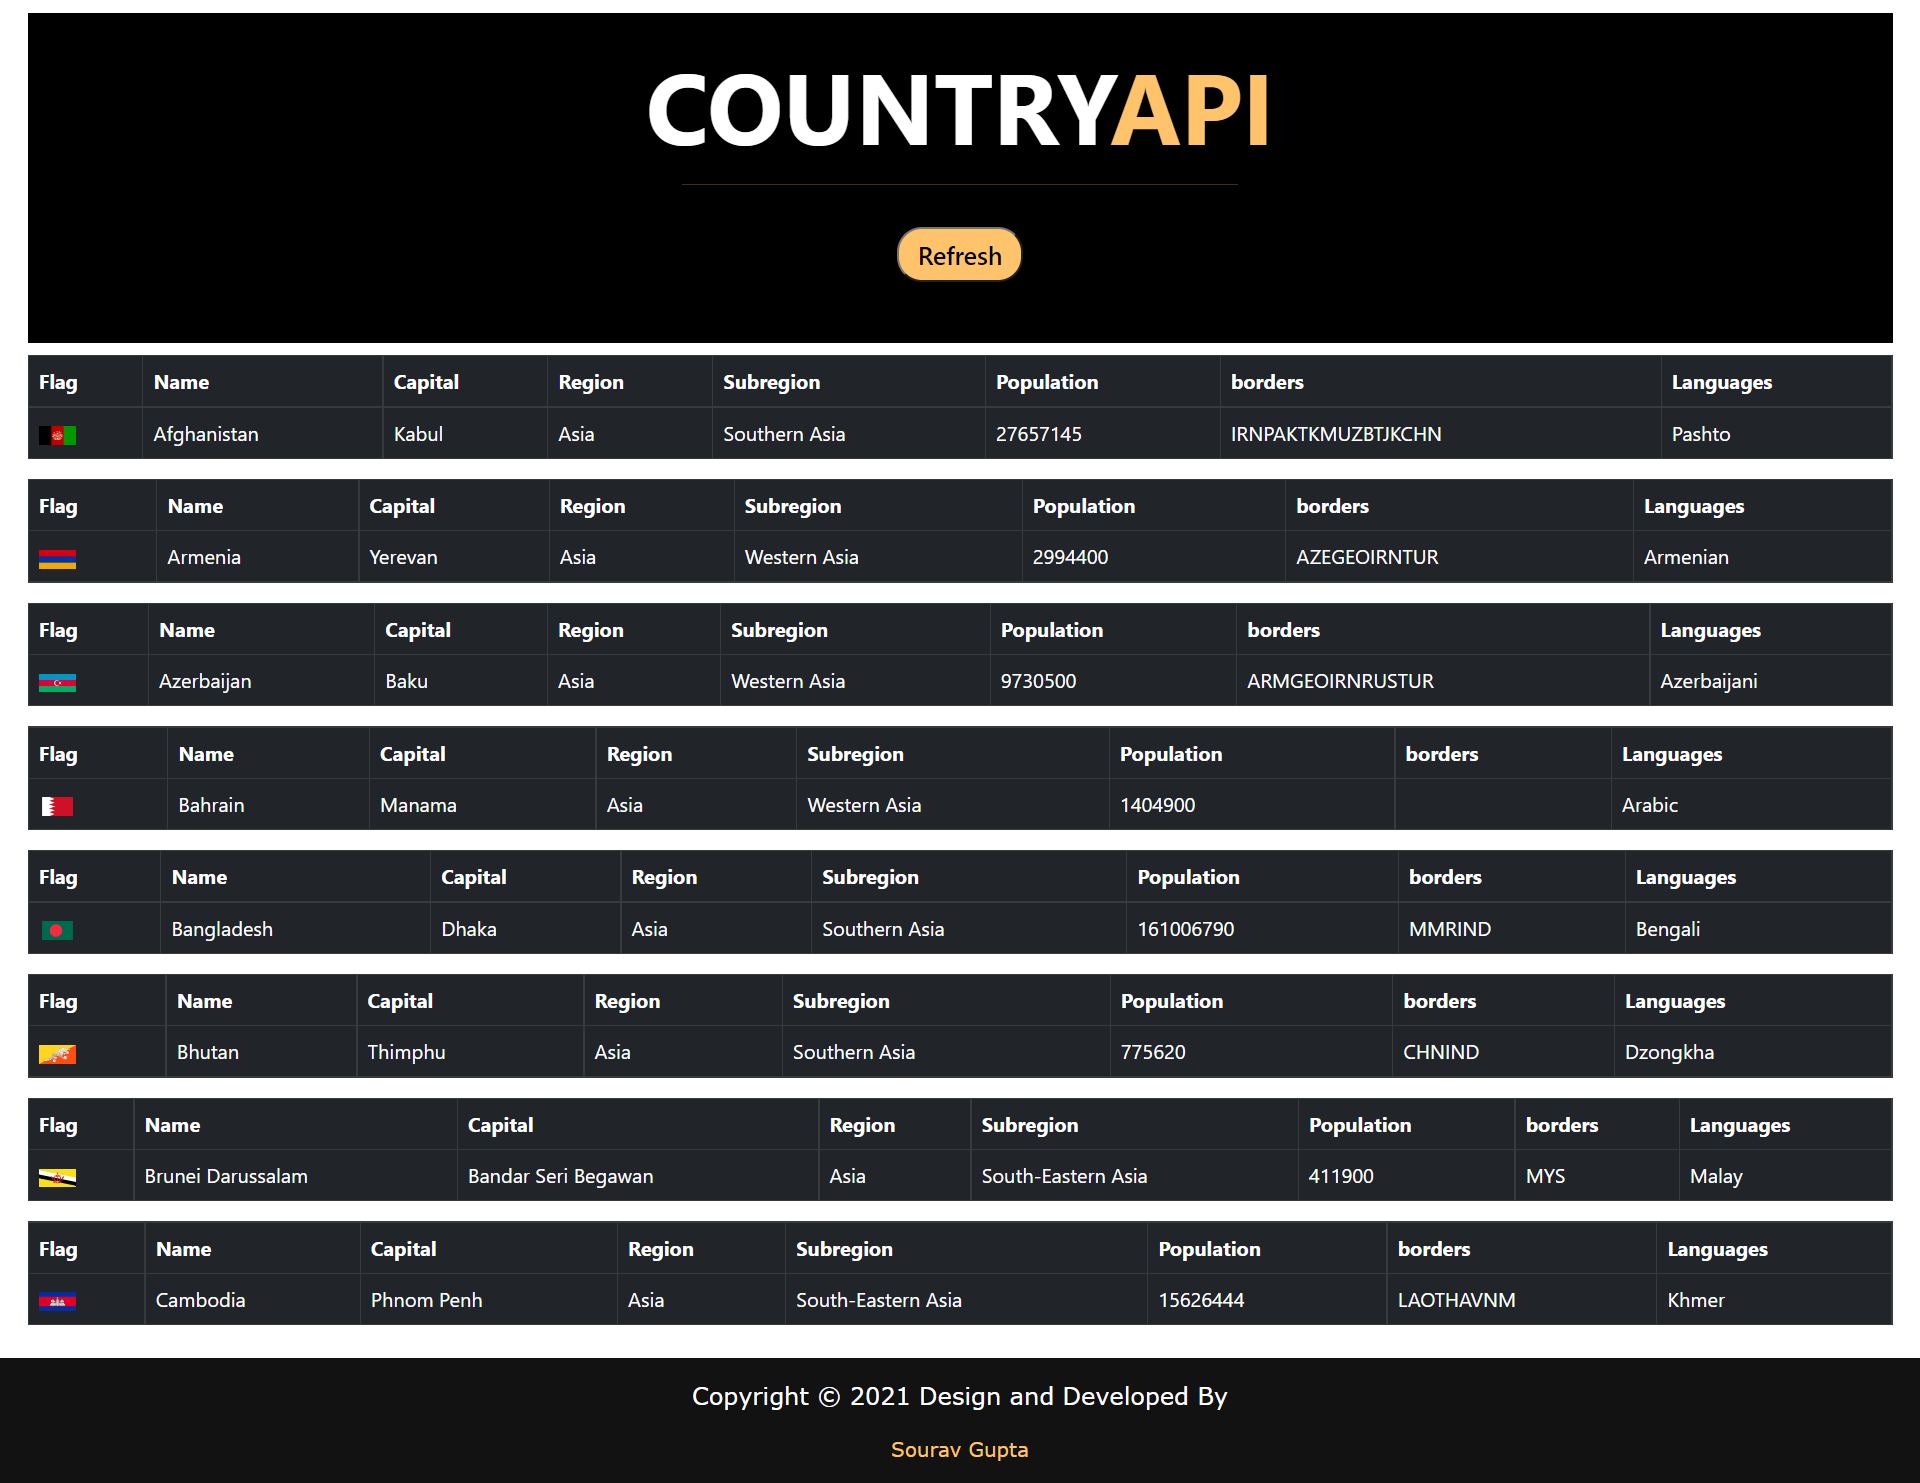 COUNTRYAPI
Refresh
Flag Name Capital Region Subregion Population borders Languages
Afghanistan Kabul Asia Southern Asia 27657145 IRNPAKTKMUZBTJKCHN Pashto
Flag Name Capital Region Subregion Population borders Languages
Armenia Yerevan Asia Western Asia 2994400 AZEGEOIRNTUR Armenian
Flag Name Capital Region Subregion Population borders Languages
Azerbaijan Baku Asia Western Asia 9730500 ARMGEOIRNRUSTUR Azerbaijani
Flag Name Capital Region Subregion Population borders Languages
Bahrain Manama Asia Western Asia 1404900 Arabic
Flag Name Capital Region Subregion Population borders Languages
Bangladesh Dhaka Asia Southern Asia 161006790 MMRIND Bengali
Flag Name Capital Region Subregion Population borders Languages
Bhutan Thimphu Asia Southern Asia 775620 CHNIND Dzongkha
Flag Name Capital Region Subregion Population borders Languages
Brunei Darussalam Bandar Seri Begawan Asia South-Eastern Asia 411900 MYS Malay
Flag Name Capital Region Subregion Population borders Languages
Cambodia Phnom Penh Asia South-Eastern Asia 15626444 LAOTHAVNM Khmer
Copyright © 2021 Design and Developed By
Sourav Gupta